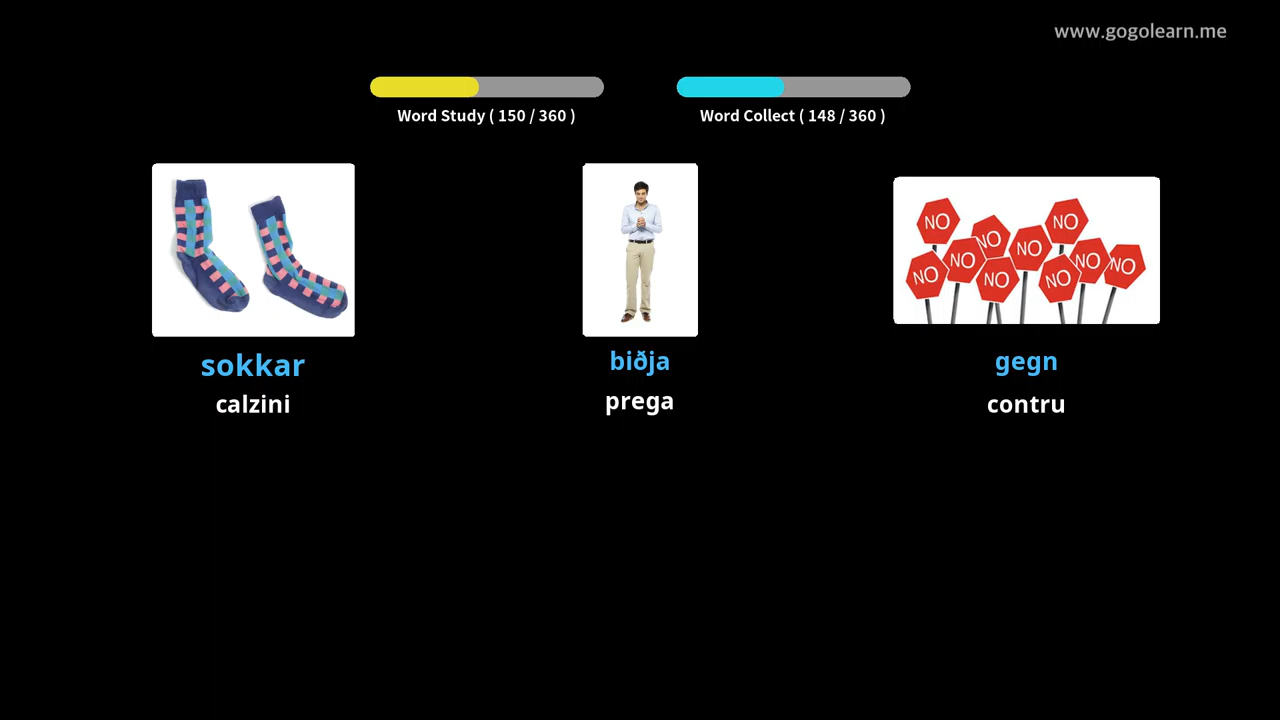 www.gogolearn.me
Word Study ( 150 / 360 )
Word Collect ( 148 / 360 )
NO
NO
NO
NO
NO
NO
NO
NO
NO
NO
sokkar
biðja
gegn
calzini
prega
contru